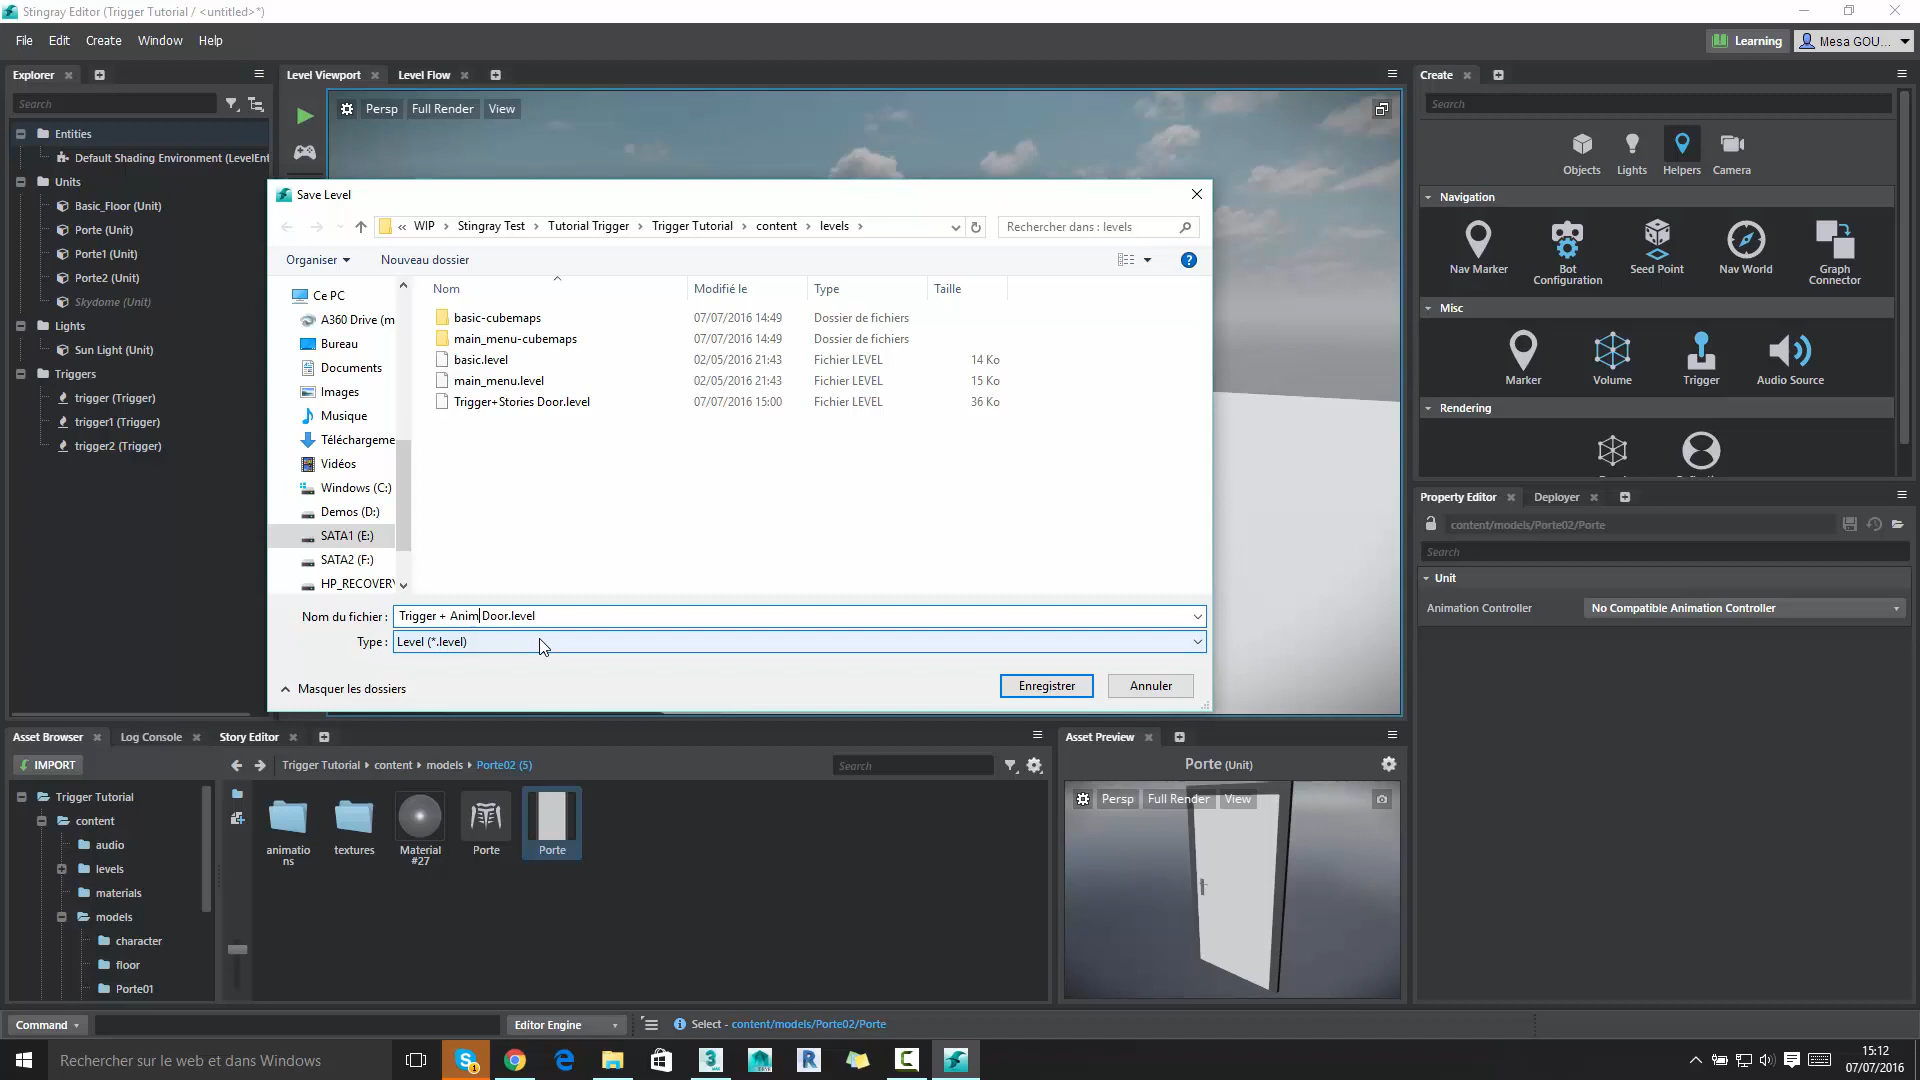 Stingray Editor (Trigger Tutorial / <untitled>*)
File Edit Create Window Help
Learning
Mesa GOU...
Explorer
Level Viewport
Level Flow
Create
Search
Persp
Full Render
View
Search
Entities
Default Shading Environment (LevelEnt
Units
Basic_Floor (Unit)
Porte (Unit)
Porte1 (Unit)
Porte2 (Unit)
Skydome (Unit)
Lights
Sun Light (Unit)
Triggers
trigger (Trigger)
trigger1 (Trigger)
trigger2 (Trigger)
Save Level
« WIP › Stingray Test › Tutorial Trigger › Trigger Tutorial › content › levels ›
Rechercher dans : levels
Organiser
Nouveau dossier
?
Ce PC
A360 Drive (m
Bureau
Documents
Images
Musique
Téléchargeme
Vidéos
Windows (C:)
Demos (D:)
SATA1 (E:)
SATA2 (F:)
HP_RECOVERY
Nom Modifié le Type Taille
basic-cubemaps 07/07/2016 14:49 Dossier de fichiers
main_menu-cubemaps 07/07/2016 14:49 Dossier de fichiers
basic.level 02/05/2016 21:43 Fichier LEVEL 14 Ko
main_menu.level 02/05/2016 21:43 Fichier LEVEL 15 Ko
Trigger+Stories Door.level 07/07/2016 15:00 Fichier LEVEL 36 Ko
Nom du fichier : Trigger + Anim Door.level
Type : Level (*.level)
Masquer les dossiers
Enregistrer
Annuler
Objects Lights Helpers Camera
Navigation
Nav Marker
Bot Configuration
Seed Point
Nav World
Graph Connector
Misc
Marker Volume Trigger Audio Source
Rendering
Property Editor
Deployer
content/models/Porte02/Porte
Search
Unit
Animation Controller
No Compatible Animation Controller
Asset Browser
Log Console
Story Editor
IMPORT
Trigger Tutorial content models Porte02 (5)
Search
Trigger Tutorial
content
audio
levels
materials
models
character
floor
Porte01
animatio
ns
textures
Material
#27
Porte
Porte
Asset Preview
Porte (Unit)
Persp
Full Render
View
Command
Editor Engine
Select - content/models/Porte02/Porte
Rechercher sur le web et dans Windows
15:12
07/07/2016